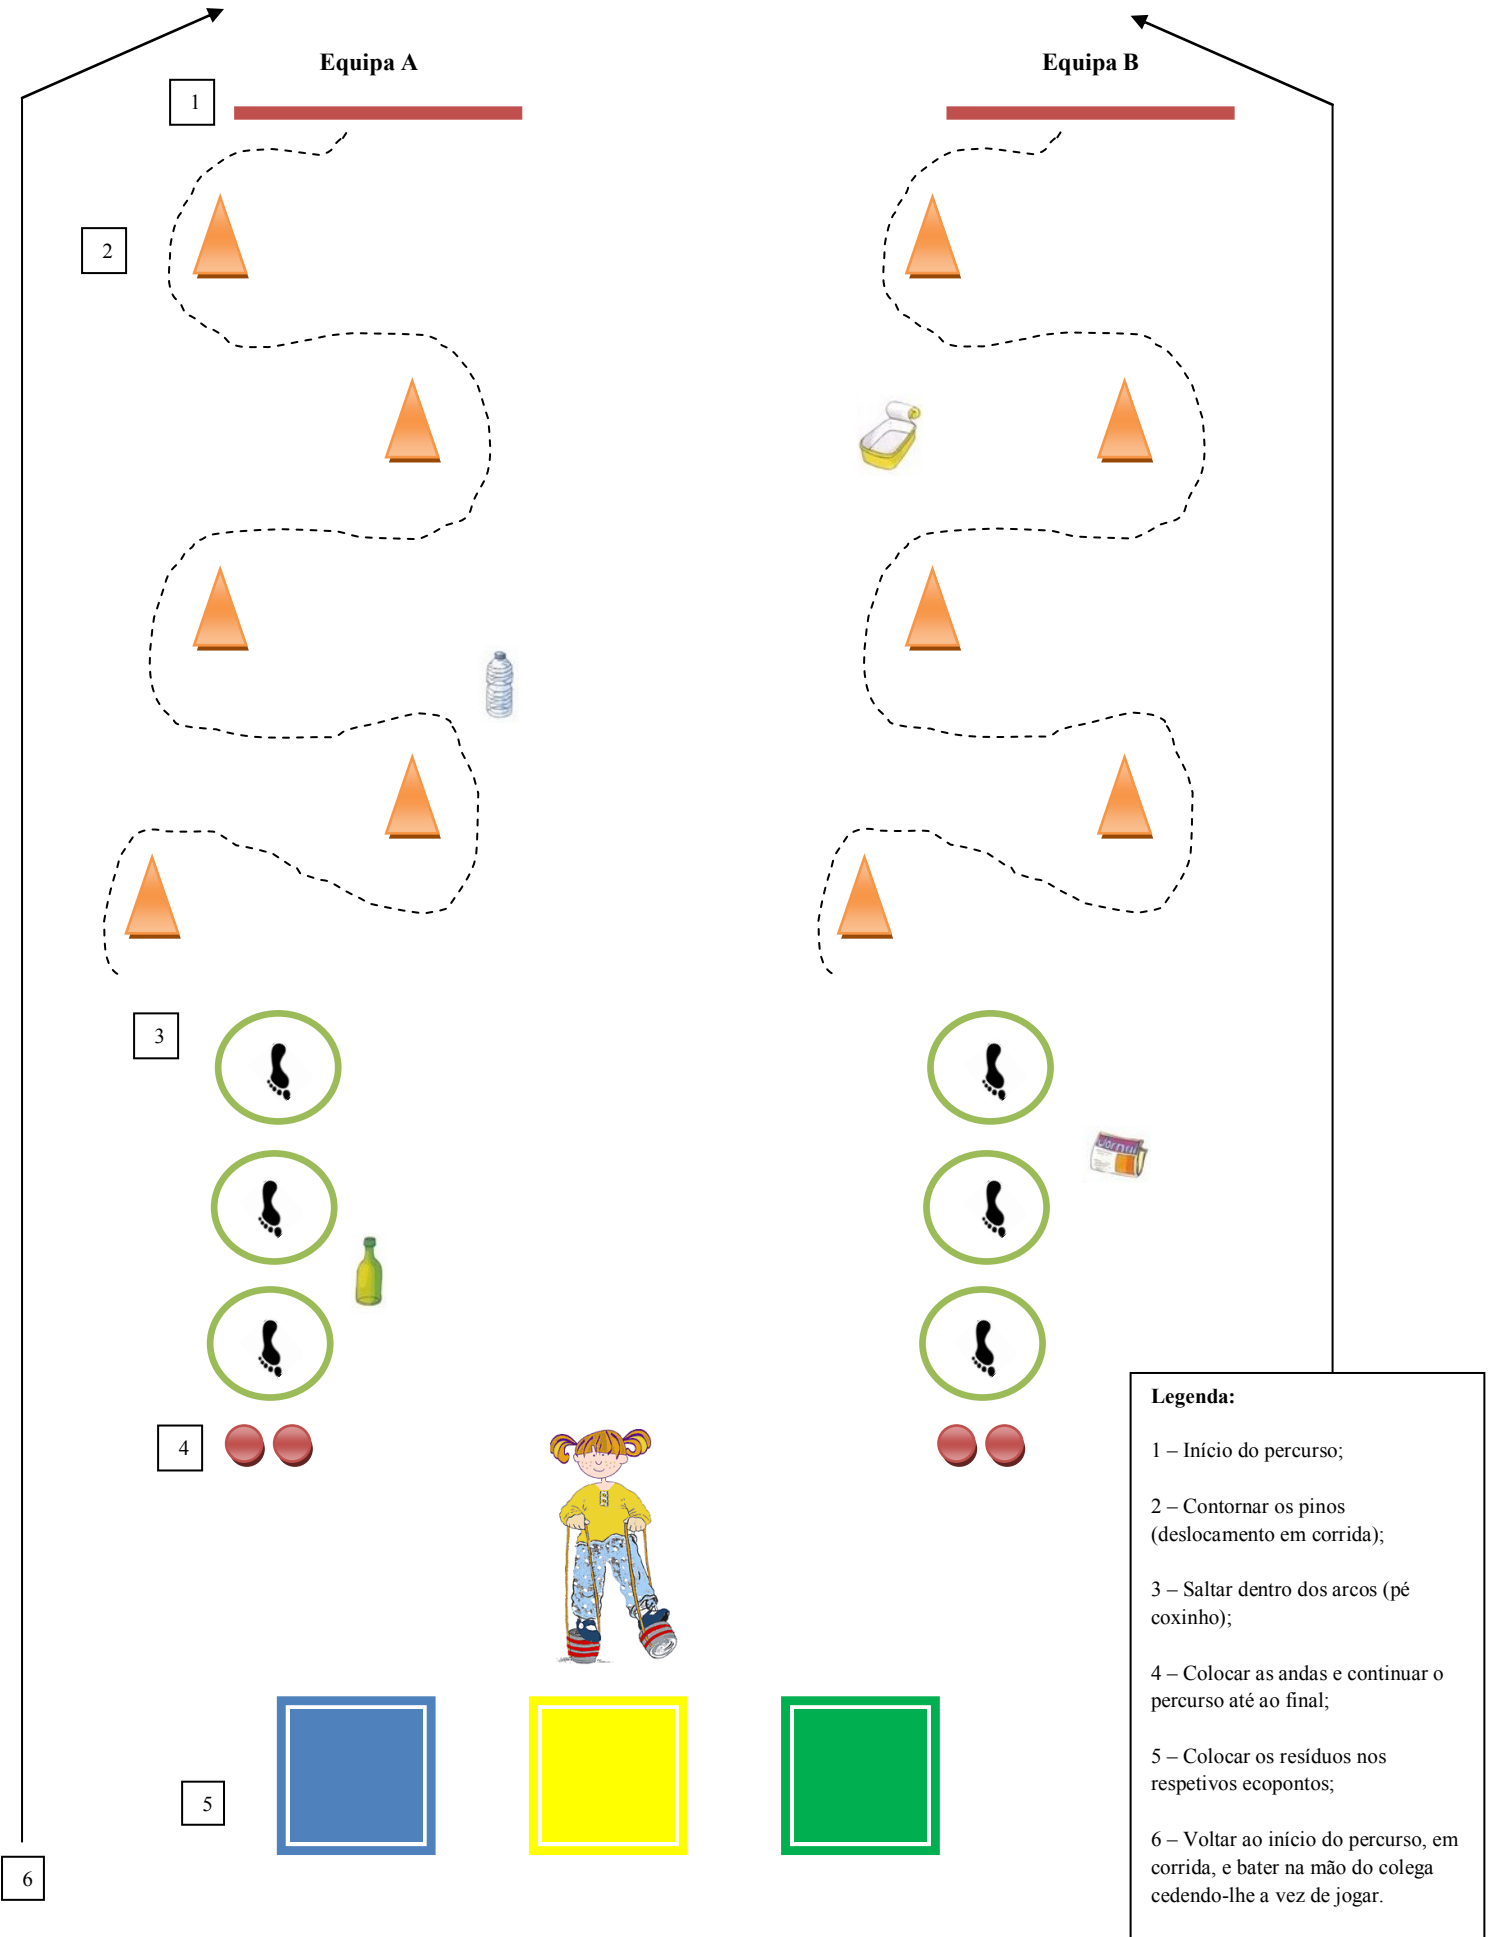 Equipa A
Equipa B
1
2
3
4
5
6
Jornal
Legenda:
1 – Início do percurso;
2 – Contornar os pinos
(deslocamento em corrida);
3 – Saltar dentro dos arcos (pé
coxinho);
4 – Colocar as andas e continuar o
percurso até ao final;
5 – Colocar os resíduos nos
respetivos ecopontos;
6 – Voltar ao início do percurso, em
corrida, e bater na mão do colega
cedendo-lhe a vez de jogar.